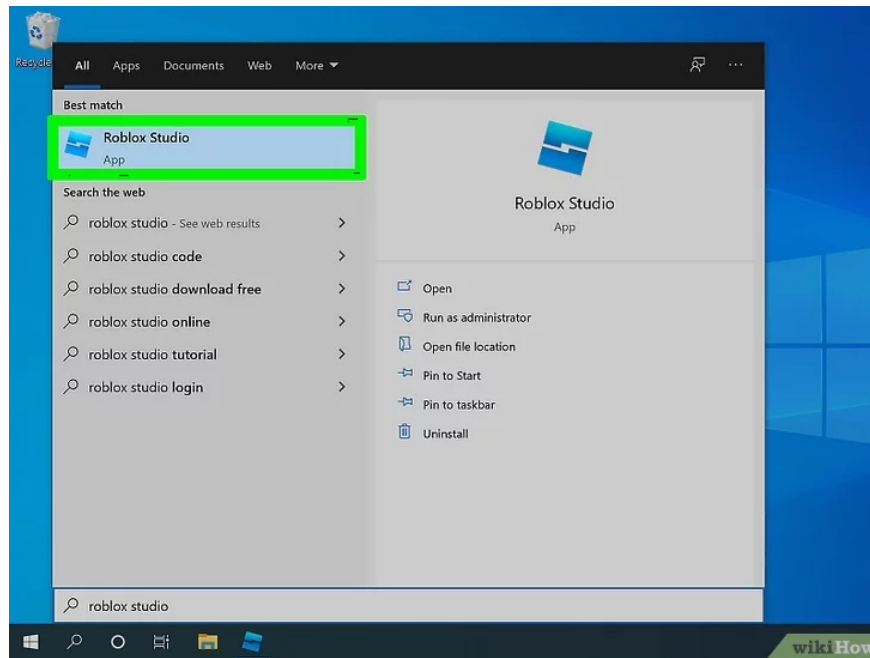 Recycle
All Apps Documents Web More
Best match
Roblox Studio
App
Search the web
roblox studio - See web results
roblox studio code
roblox studio download free
roblox studio online
roblox studio tutorial
roblox studio login
Roblox Studio
App
Open
Run as administrator
Open file location
Pin to Start
Pin to taskbar
Uninstall
roblox studio
wikiHow